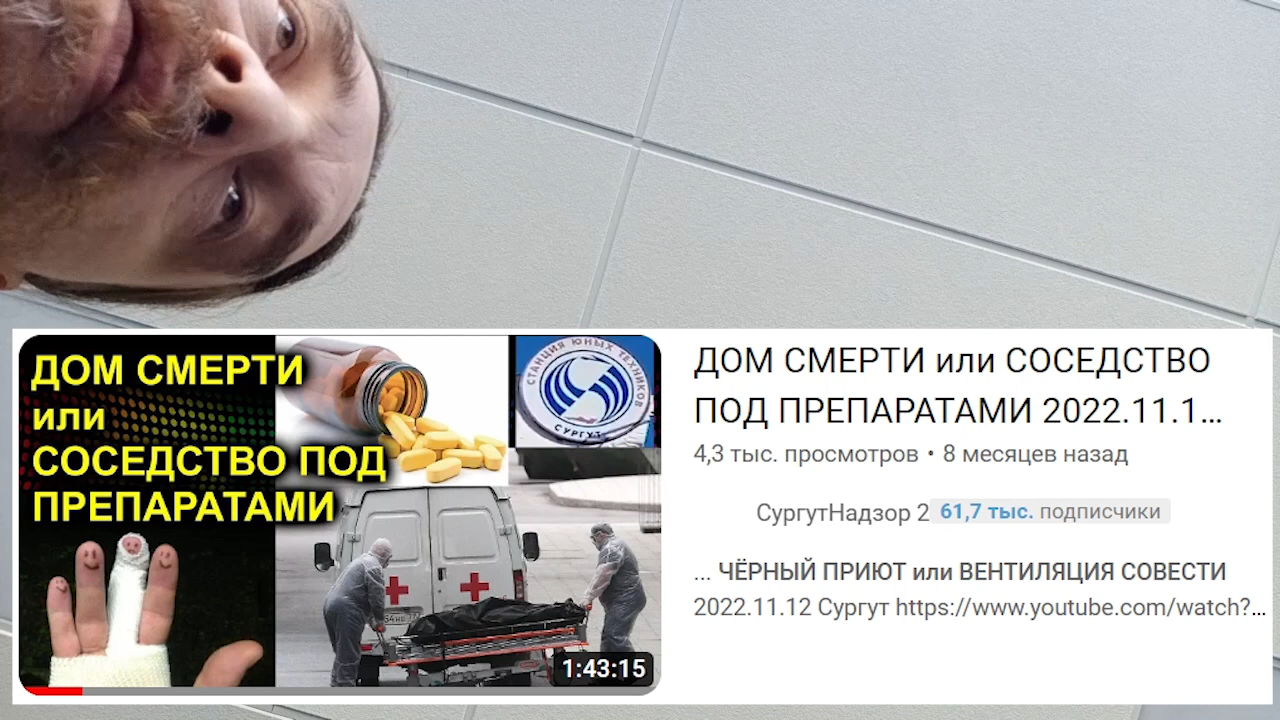 ДОМ СМЕРТИ
или
СОСЕДСТВО ПОД
ПРЕПАРАТАМИ
СТАНЦИЯ ЮНЫХ ТЕХНИКОВ
СУРГУТ
1:43:15
ДОМ СМЕРТИ или СОСЕДСТВО
ПОД ПРЕПАРАТАМИ 2022.11.1...
4,3 тыс. просмотров • 8 месяцев назад
СургутНадзор 2 61,7 тыс. подписчики
... ЧЁРНЫЙ ПРИЮТ или ВЕНТИЛЯЦИЯ СОВЕСТИ
2022.11.12 Сургут https://www.youtube.com/watch?...